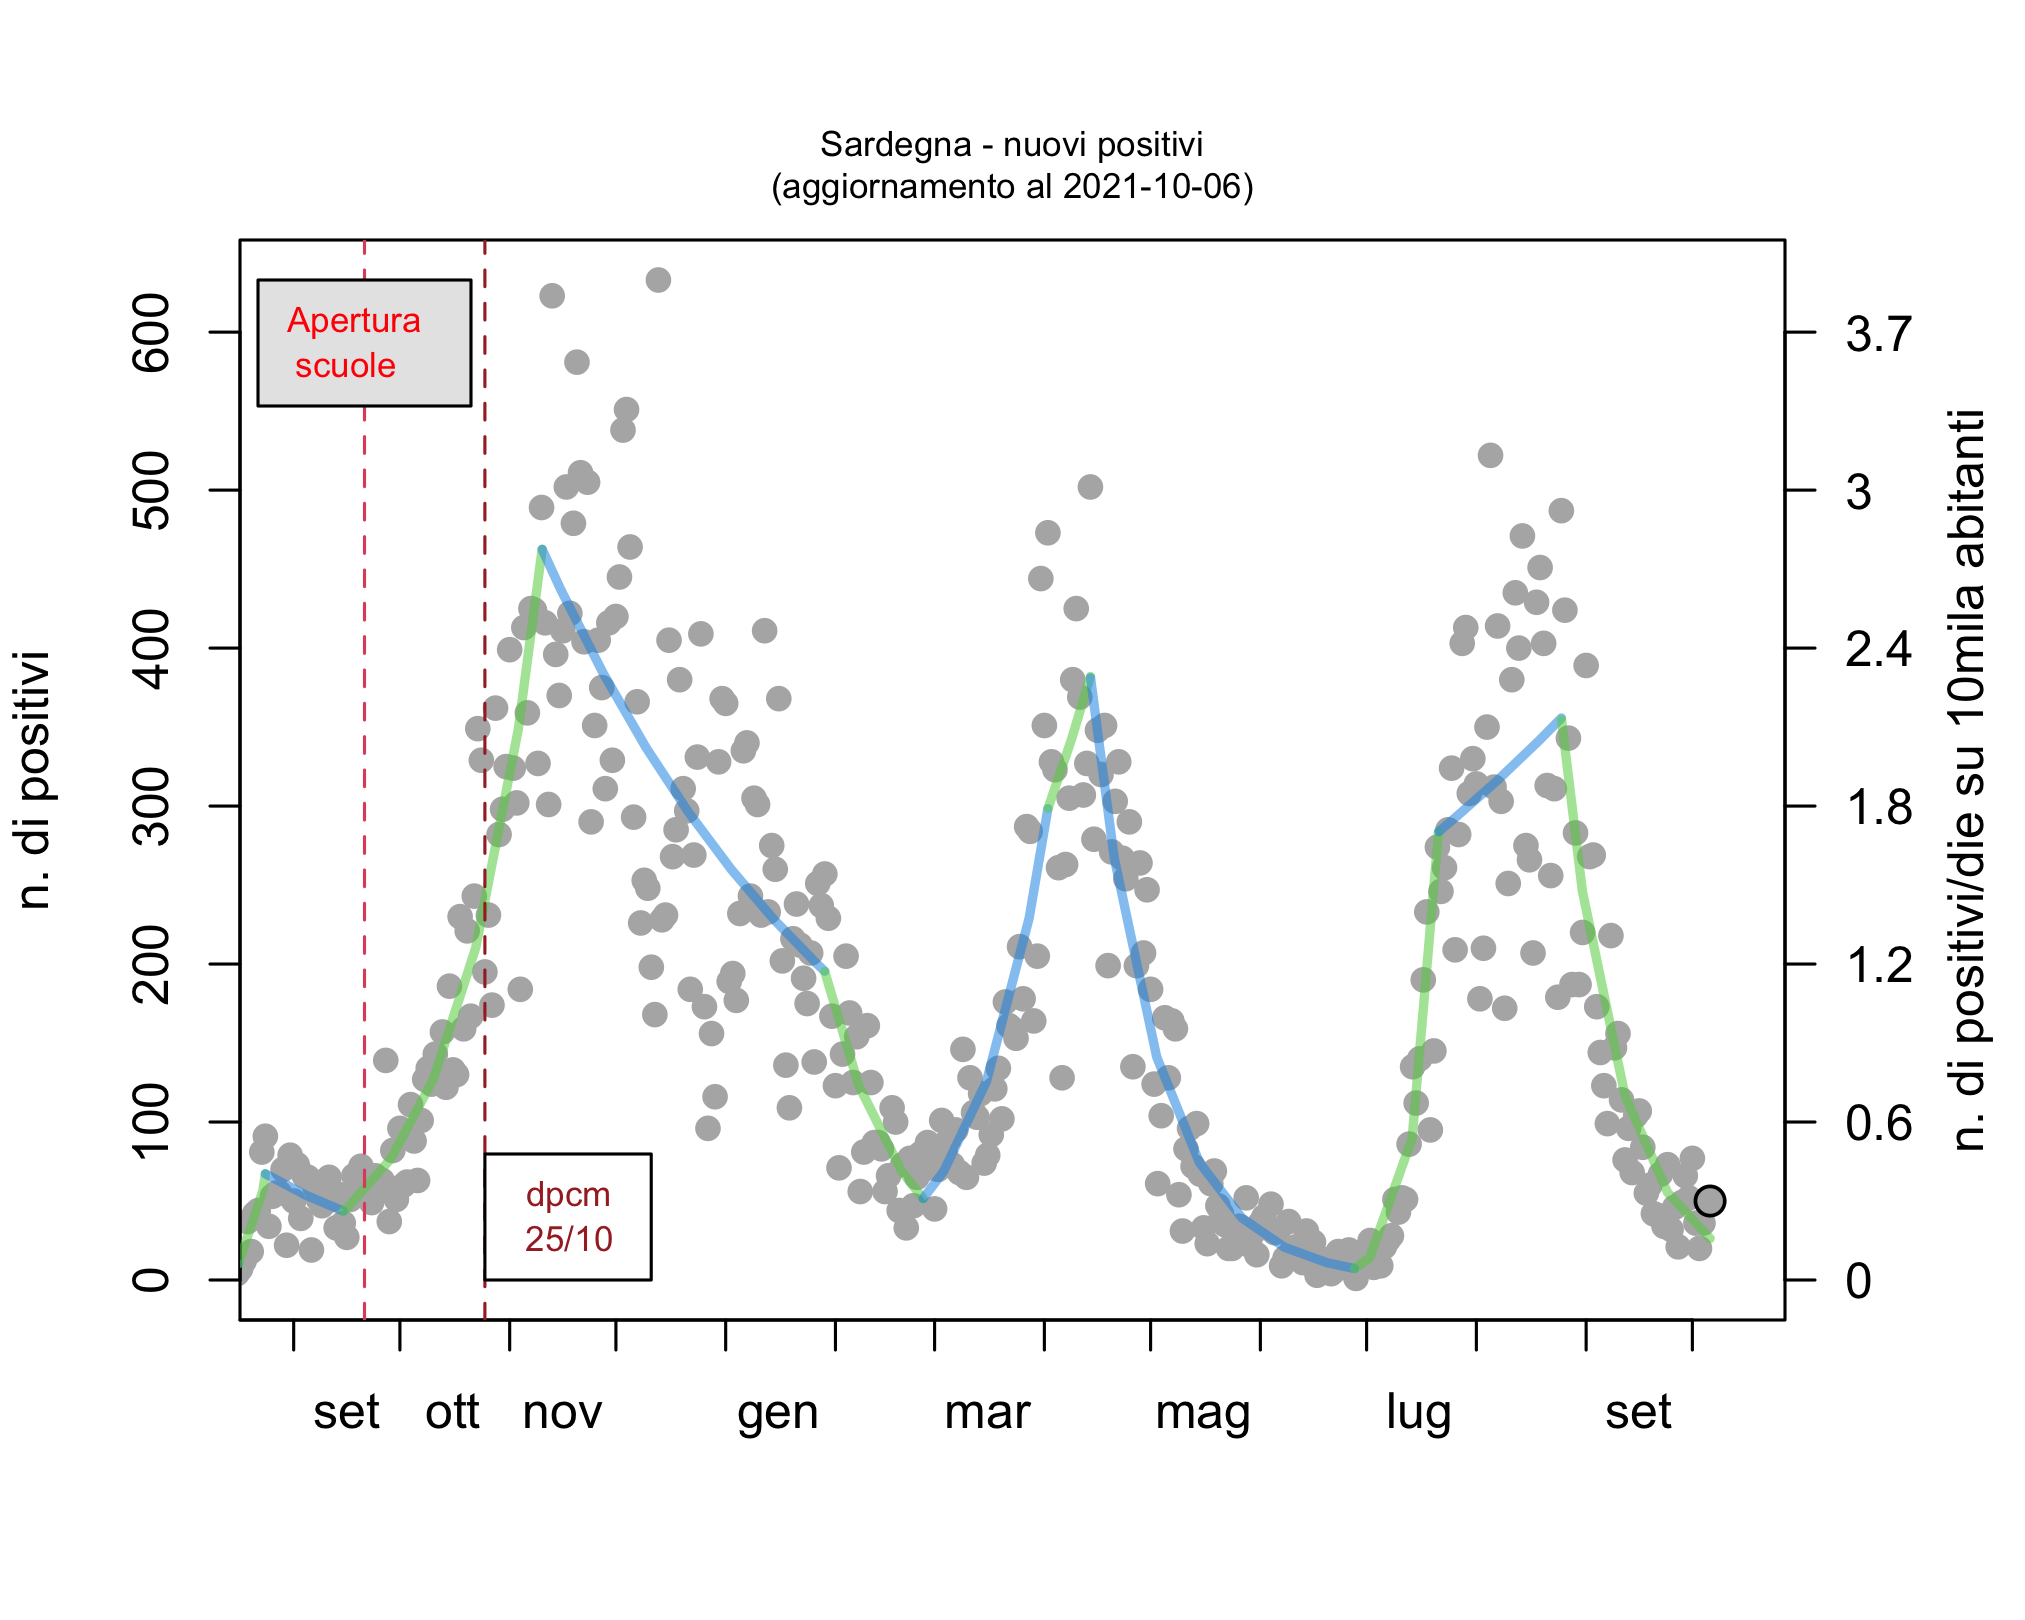 Sardegna - nuovi positivi
(aggiornamento al 2021-10-06)
n. di positivi
600
500
400
300
200
100
0
Apertura
scuole
dpcm
25/10
3.7
3
2.4
1.8
1.2
0.6
0
n. di positivi/die su 10mila abitanti
set ott nov gen mar mag lug set